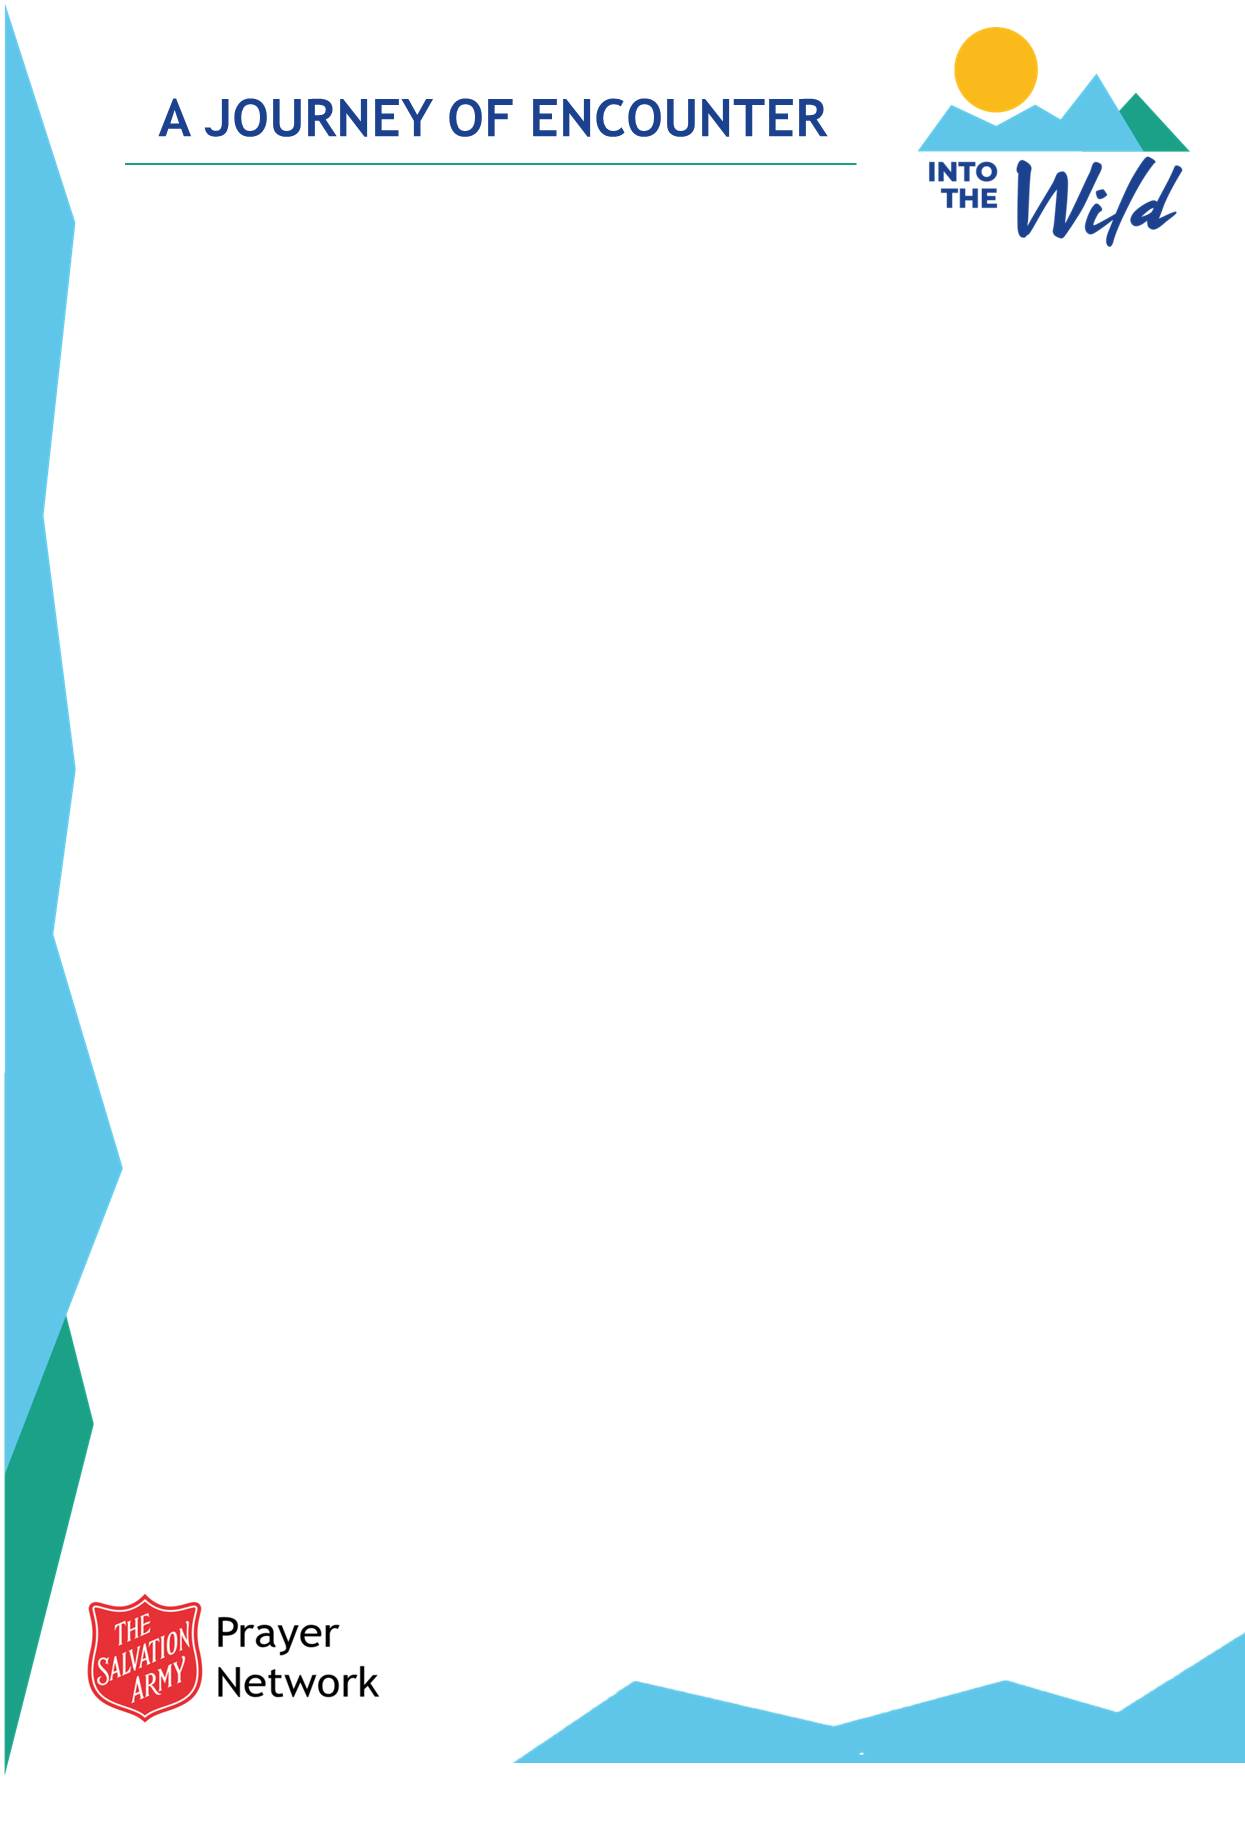 A JOURNEY OF ENCOUNTER
INTO
THE
Wild
THE
SALVATION
ARMY
Prayer
Network